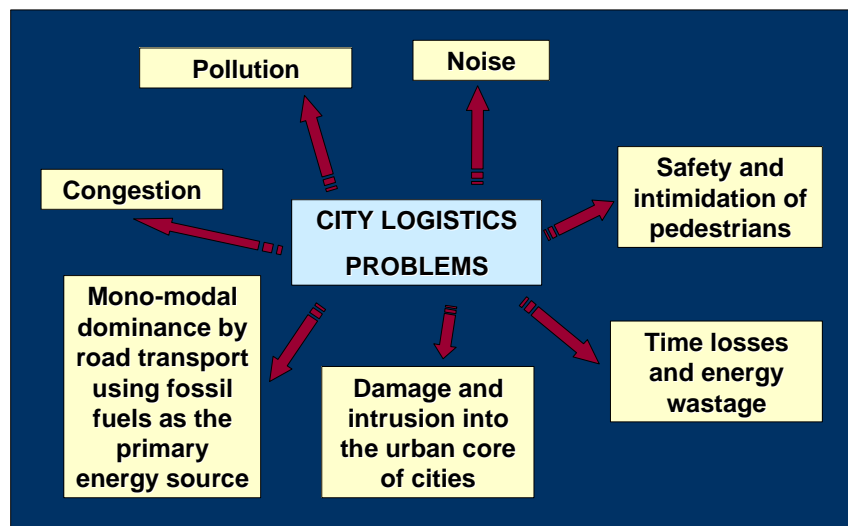 Pollution
Noise
Congestion
CITY LOGISTICS
PROBLEMS
Safety and
intimidation of
pedestrians
Mono-modal
dominance by
road transport
using fossil
fuels as the
primary
energy source
Damage and
intrusion into
the urban core
of cities
Time losses
and energy
wastage